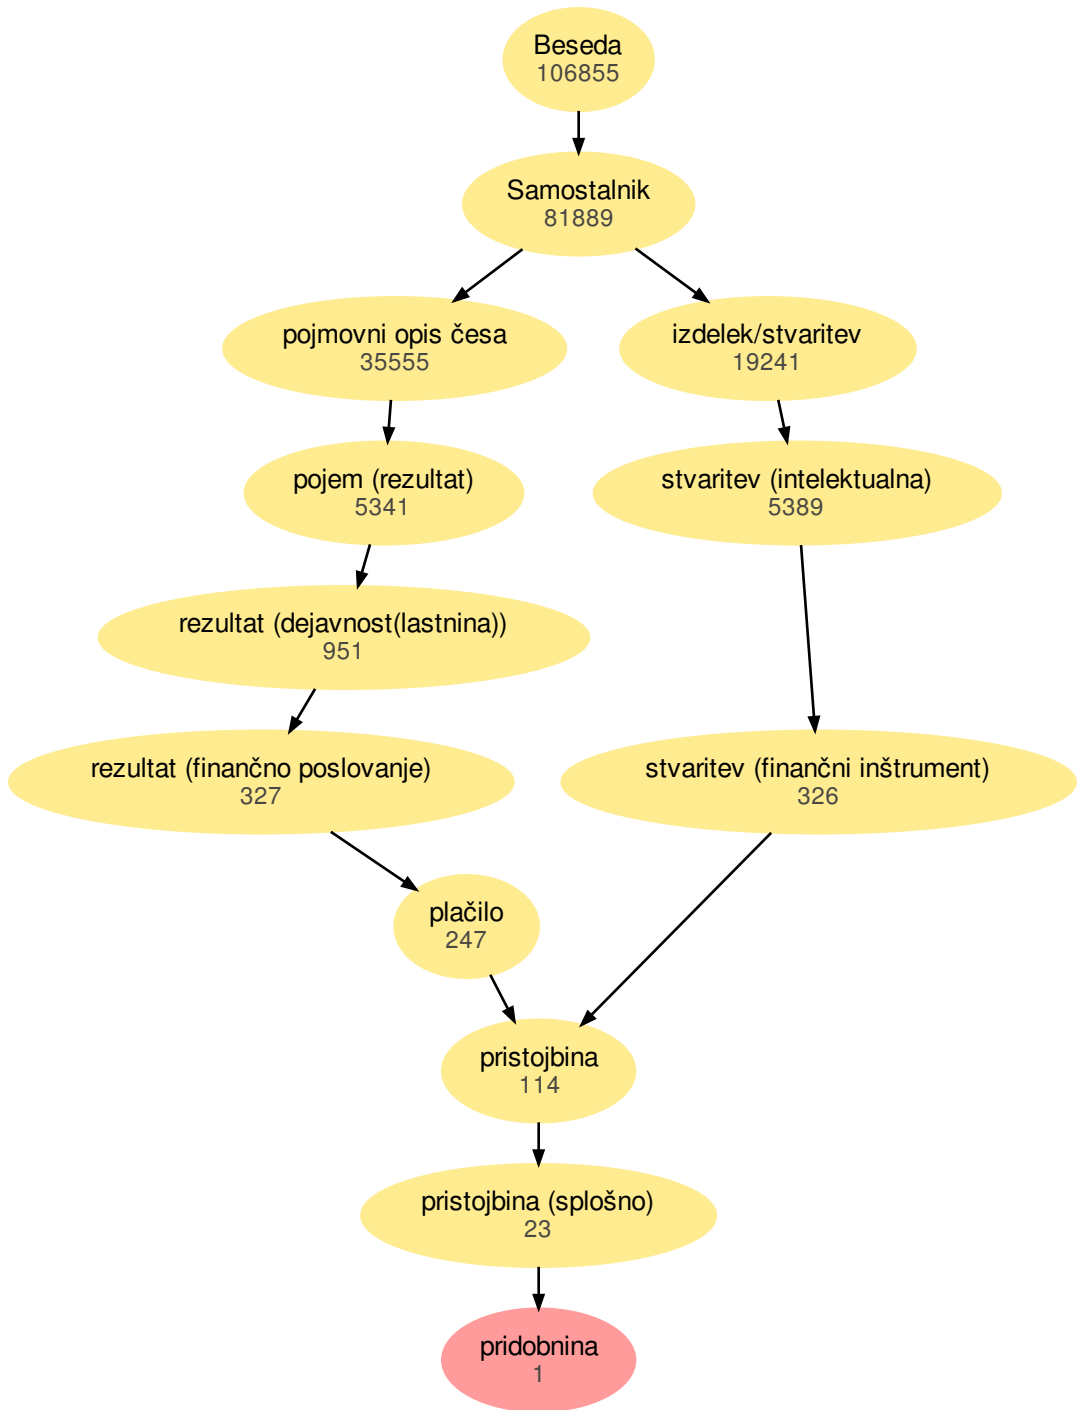 Beseda
106855
Samostalnik
81889
pojmovni opis česa
35555
izdelek/stvaritev
19241
pojem (rezultat)
5341
stvaritev (intelektualna)
5389
rezultat (dejavnost(lastnina))
951
rezultat (finančno poslovanje)
327
stvaritev (finančni inštrument)
326
plačilo
247
pristojbina
114
pristojbina (splošno)
23
pridobnina
1